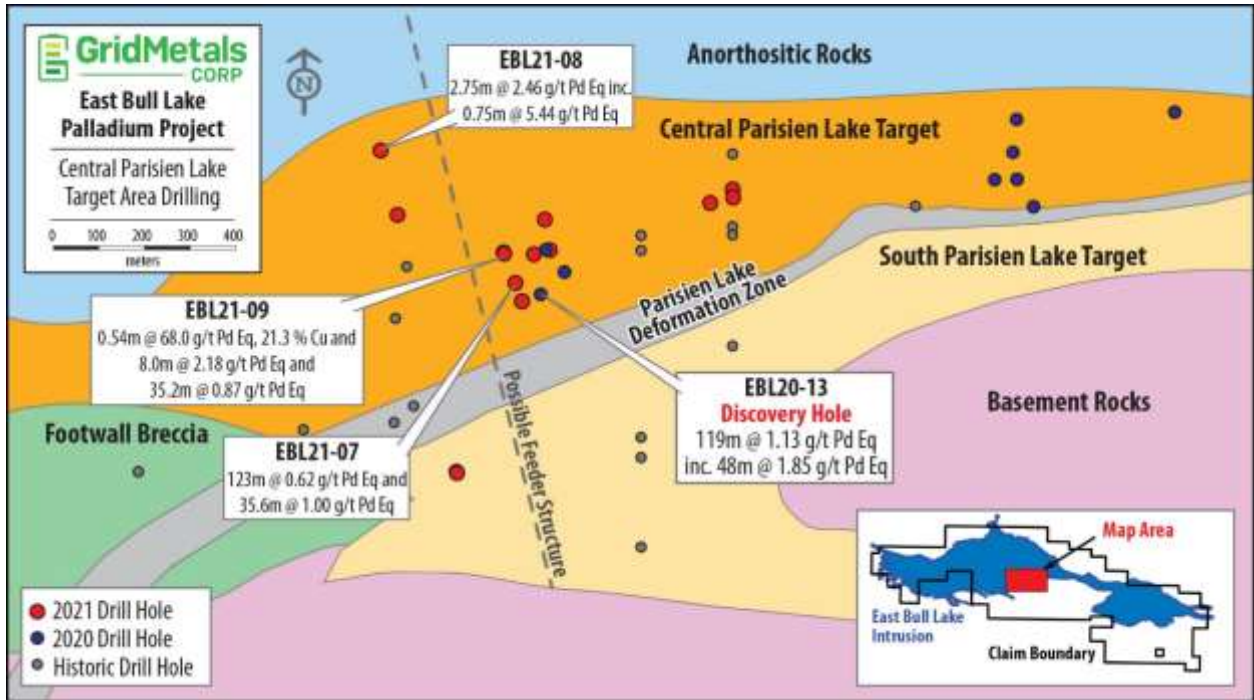 GridMetals
CORP
East Bull Lake
Palladium Project
Central Parisien Lake
Target Area Drilling
0 100 200 300 400
meters
N
EBL21-08
2.75m @ 2.46 g/t Pd Eq inc.
0.75m @ 5.44 g/t Pd Eq
Anorthositic Rocks
Central Parisien Lake Target
South Parisien Lake Target
Parisien Lake
Deformation Zone
EBL21-09
0.54m @ 68.0 g/t Pd Eq, 21.3 % Cu and
8.0m @ 2.18 g/t Pd Eq and
35.2m @ 0.87 g/t Pd Eq
EBL20-13
Discovery Hole
119m @ 1.13 g/t Pd Eq
inc. 48m @ 1.85 g/t Pd Eq
Basement Rocks
Footwall Breccia
EBL21-07
123m @ 0.62 g/t Pd Eq and
35.6m @ 1.00 g/t Pd Eq
Possible Feeder Structure
2021 Drill Hole
2020 Drill Hole
Historic Drill Hole
Map Area
East Bull Lake
Intrusion
Claim Boundary